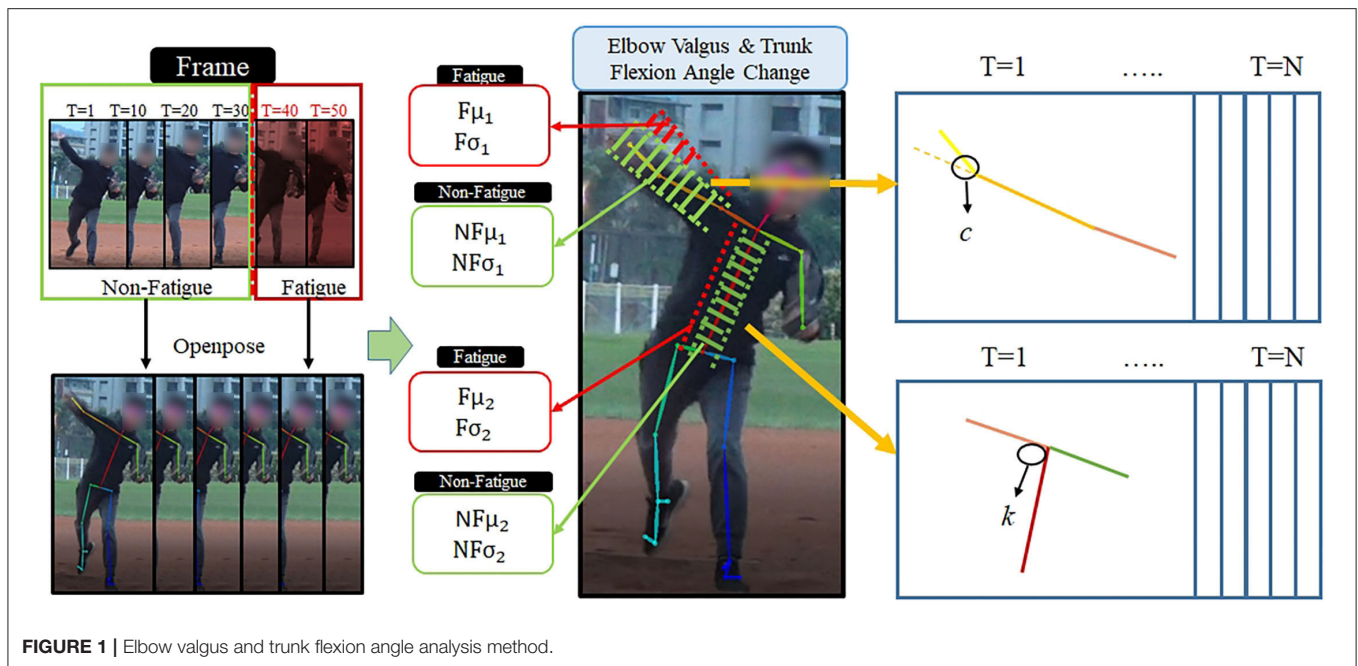 Frame
T=1 T=10 T=20 T=30 T=40 T=50
Non-Fatigue Fatigue
Openpose
Fatigue
Fμ₁
Fσ₁
Non-Fatigue
NFμ₁
NFσ₁
Fatigue
Fμ₂
Fσ₂
Non-Fatigue
NFμ₂
NFσ₂
Elbow Valgus & Trunk
Flexion Angle Change
T=1 ..... T=N
c
T=1 ..... T=N
k
FIGURE 1 | Elbow valgus and trunk flexion angle analysis method.